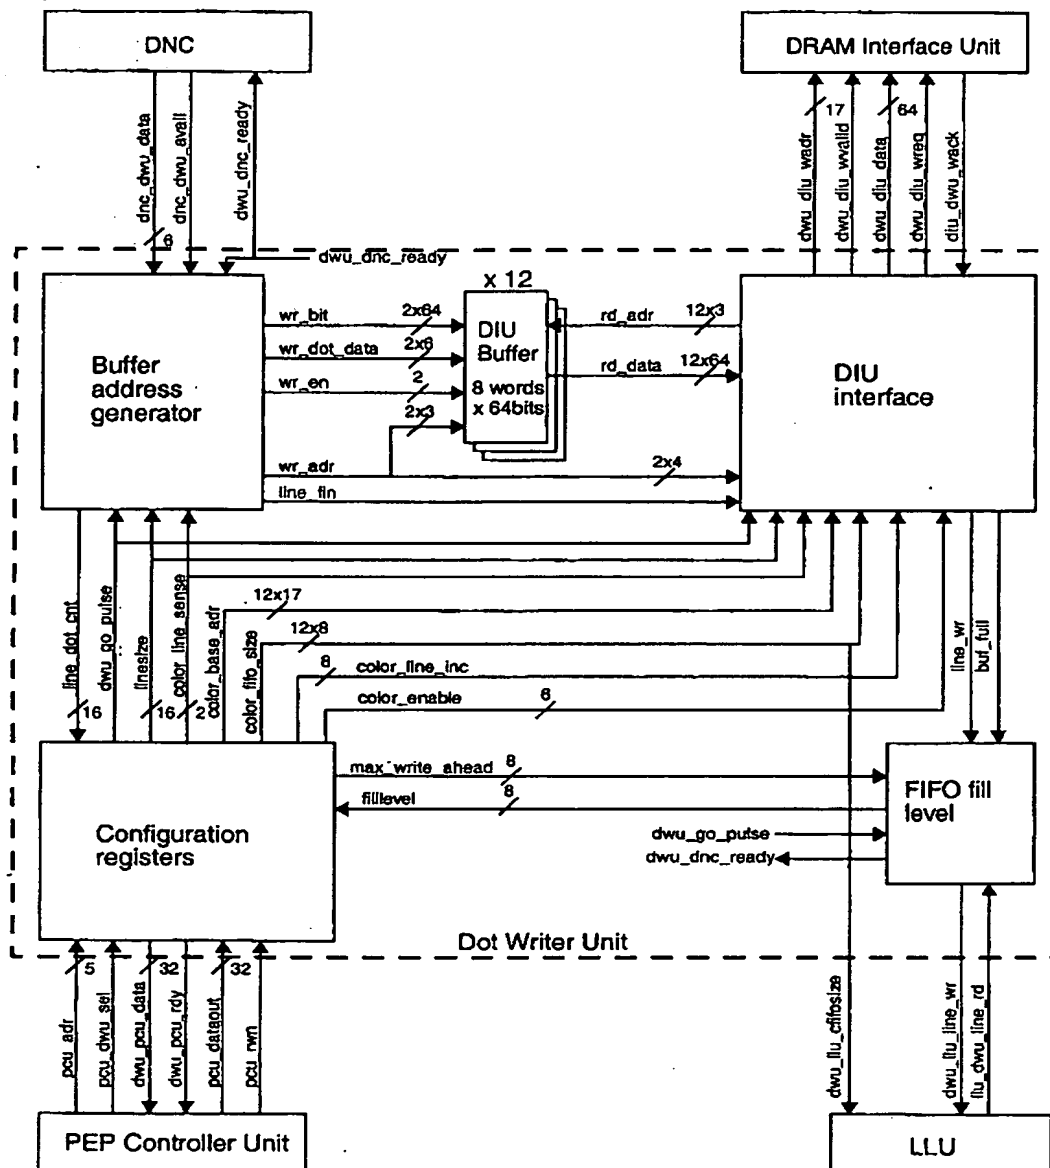 DNC
DRAM Interface Unit
dnc_dwu_data
6
dnc_dwu_avail
dwu_dnc_ready
dwu_diu_wadr
17
dwu_diu_wvalid
dwu_diu_data
64
dwu_diu_wreq
diu_dwu_wack
dwu_dnc_ready
x 12
Buffer
address
generator
wr_bit
2x64
wr_dot_data
2x6
wr_en
2
2x3
wr_adr
2x4
line_fin
DIU
Buffer
8 words
x 64bits
rd_adr
12x3
rd_data
12x64
DIU
interface
line_dot_cnt
16
dwu_go_pulse
linesize
16
color_line_sense
2
color_base_adr
12x17
color_fifo_size
12x8
8
color_line_inc
color_enable
6
line_wr
buf_full
Configuration
registers
max_write_ahead
8
filllevel
8
dwu_go_pulse
dwu_dnc_ready
FIFO fill
level
Dot Writer Unit
pcu_adr
5
pcu_dwu_sel
dwu_pcu_data
32
dwu_pcu_rdy
pcu_dataout
32
pcu_rwn
dwu_llu_cfifosize
dwu_llu_line_wr
llu_dwu_line_rd
PEP Controller Unit
LLU